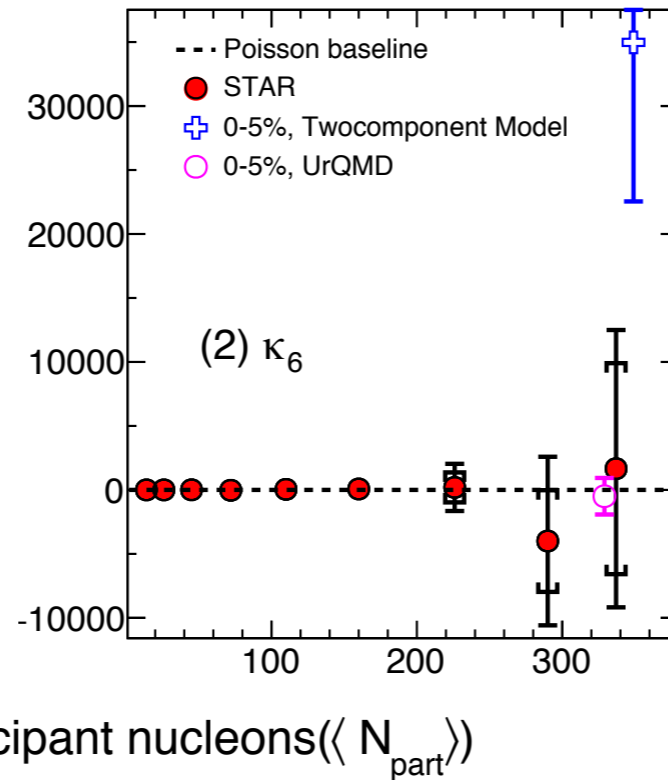 Poisson baseline
STAR
0-5%, Twocomponent Model
0-5%, UrQMD
30000
20000
10000
0
-10000
(2) κ6
100 200 300
cipant nucleons(⟨ Npart⟩)